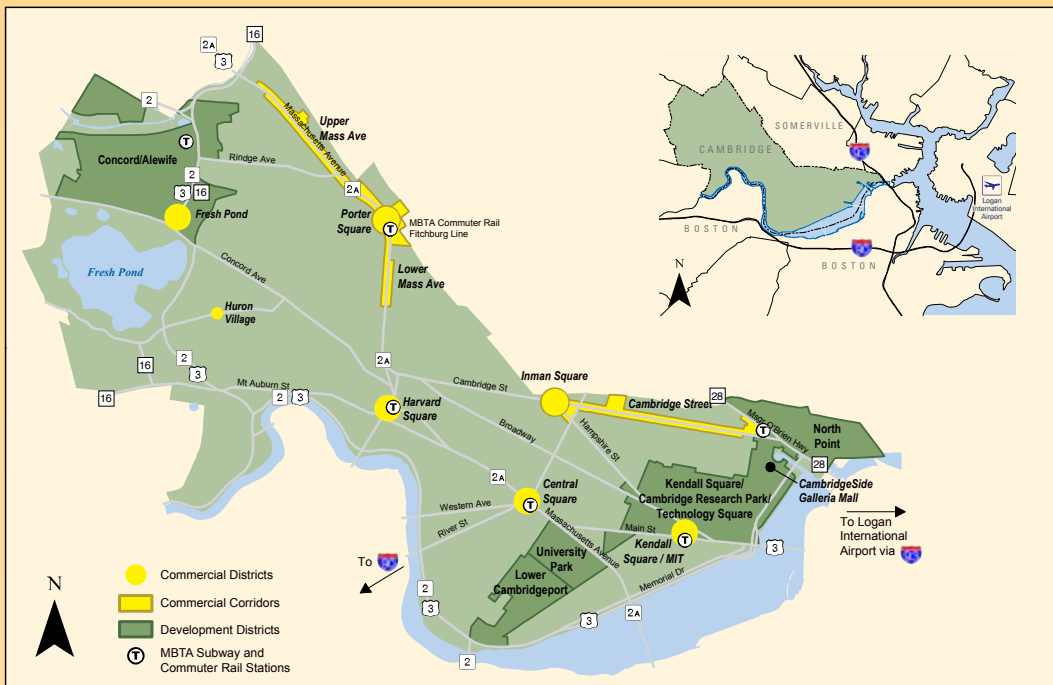 16
2A
3
2
Massachusetts Avenue
Upper
Mass Ave
Concord/Alewife
T
Rindge Ave
2
3
16
2A
Fresh Pond
Porter
Square
T
MBTA Commuter Rail
Fitchburg Line
Fresh Pond
Concord Ave
Lower
Mass Ave
Huron
Village
16
2
3
2A
16
Mt Auburn St
2
3
Harvard
Square
T
Cambridge St
Inman Square
Cambridge Street
28
Msgr O'Brien Hwy
T
North
Point
28
Broadway
Hampshire St
CambridgeSide
Galleria Mall
Kendall Square/
Cambridge Research Park/
Technology Square
2A
Central
Square
T
Western Ave
River St
Massachusetts Avenue
Main St
Kendall
Square / MIT
T
3
University
Park
Lower
Cambridgeport
Memorial Dr
To
2
3
3
2A
2
To Logan
International
Airport via
SOMERVILLE
CAMBRIDGE
BOSTON
BOSTON
Logan
International
Airport
N
N
Commercial Districts
Commercial Corridors
Development Districts
T
MBTA Subway and
Commuter Rail Stations